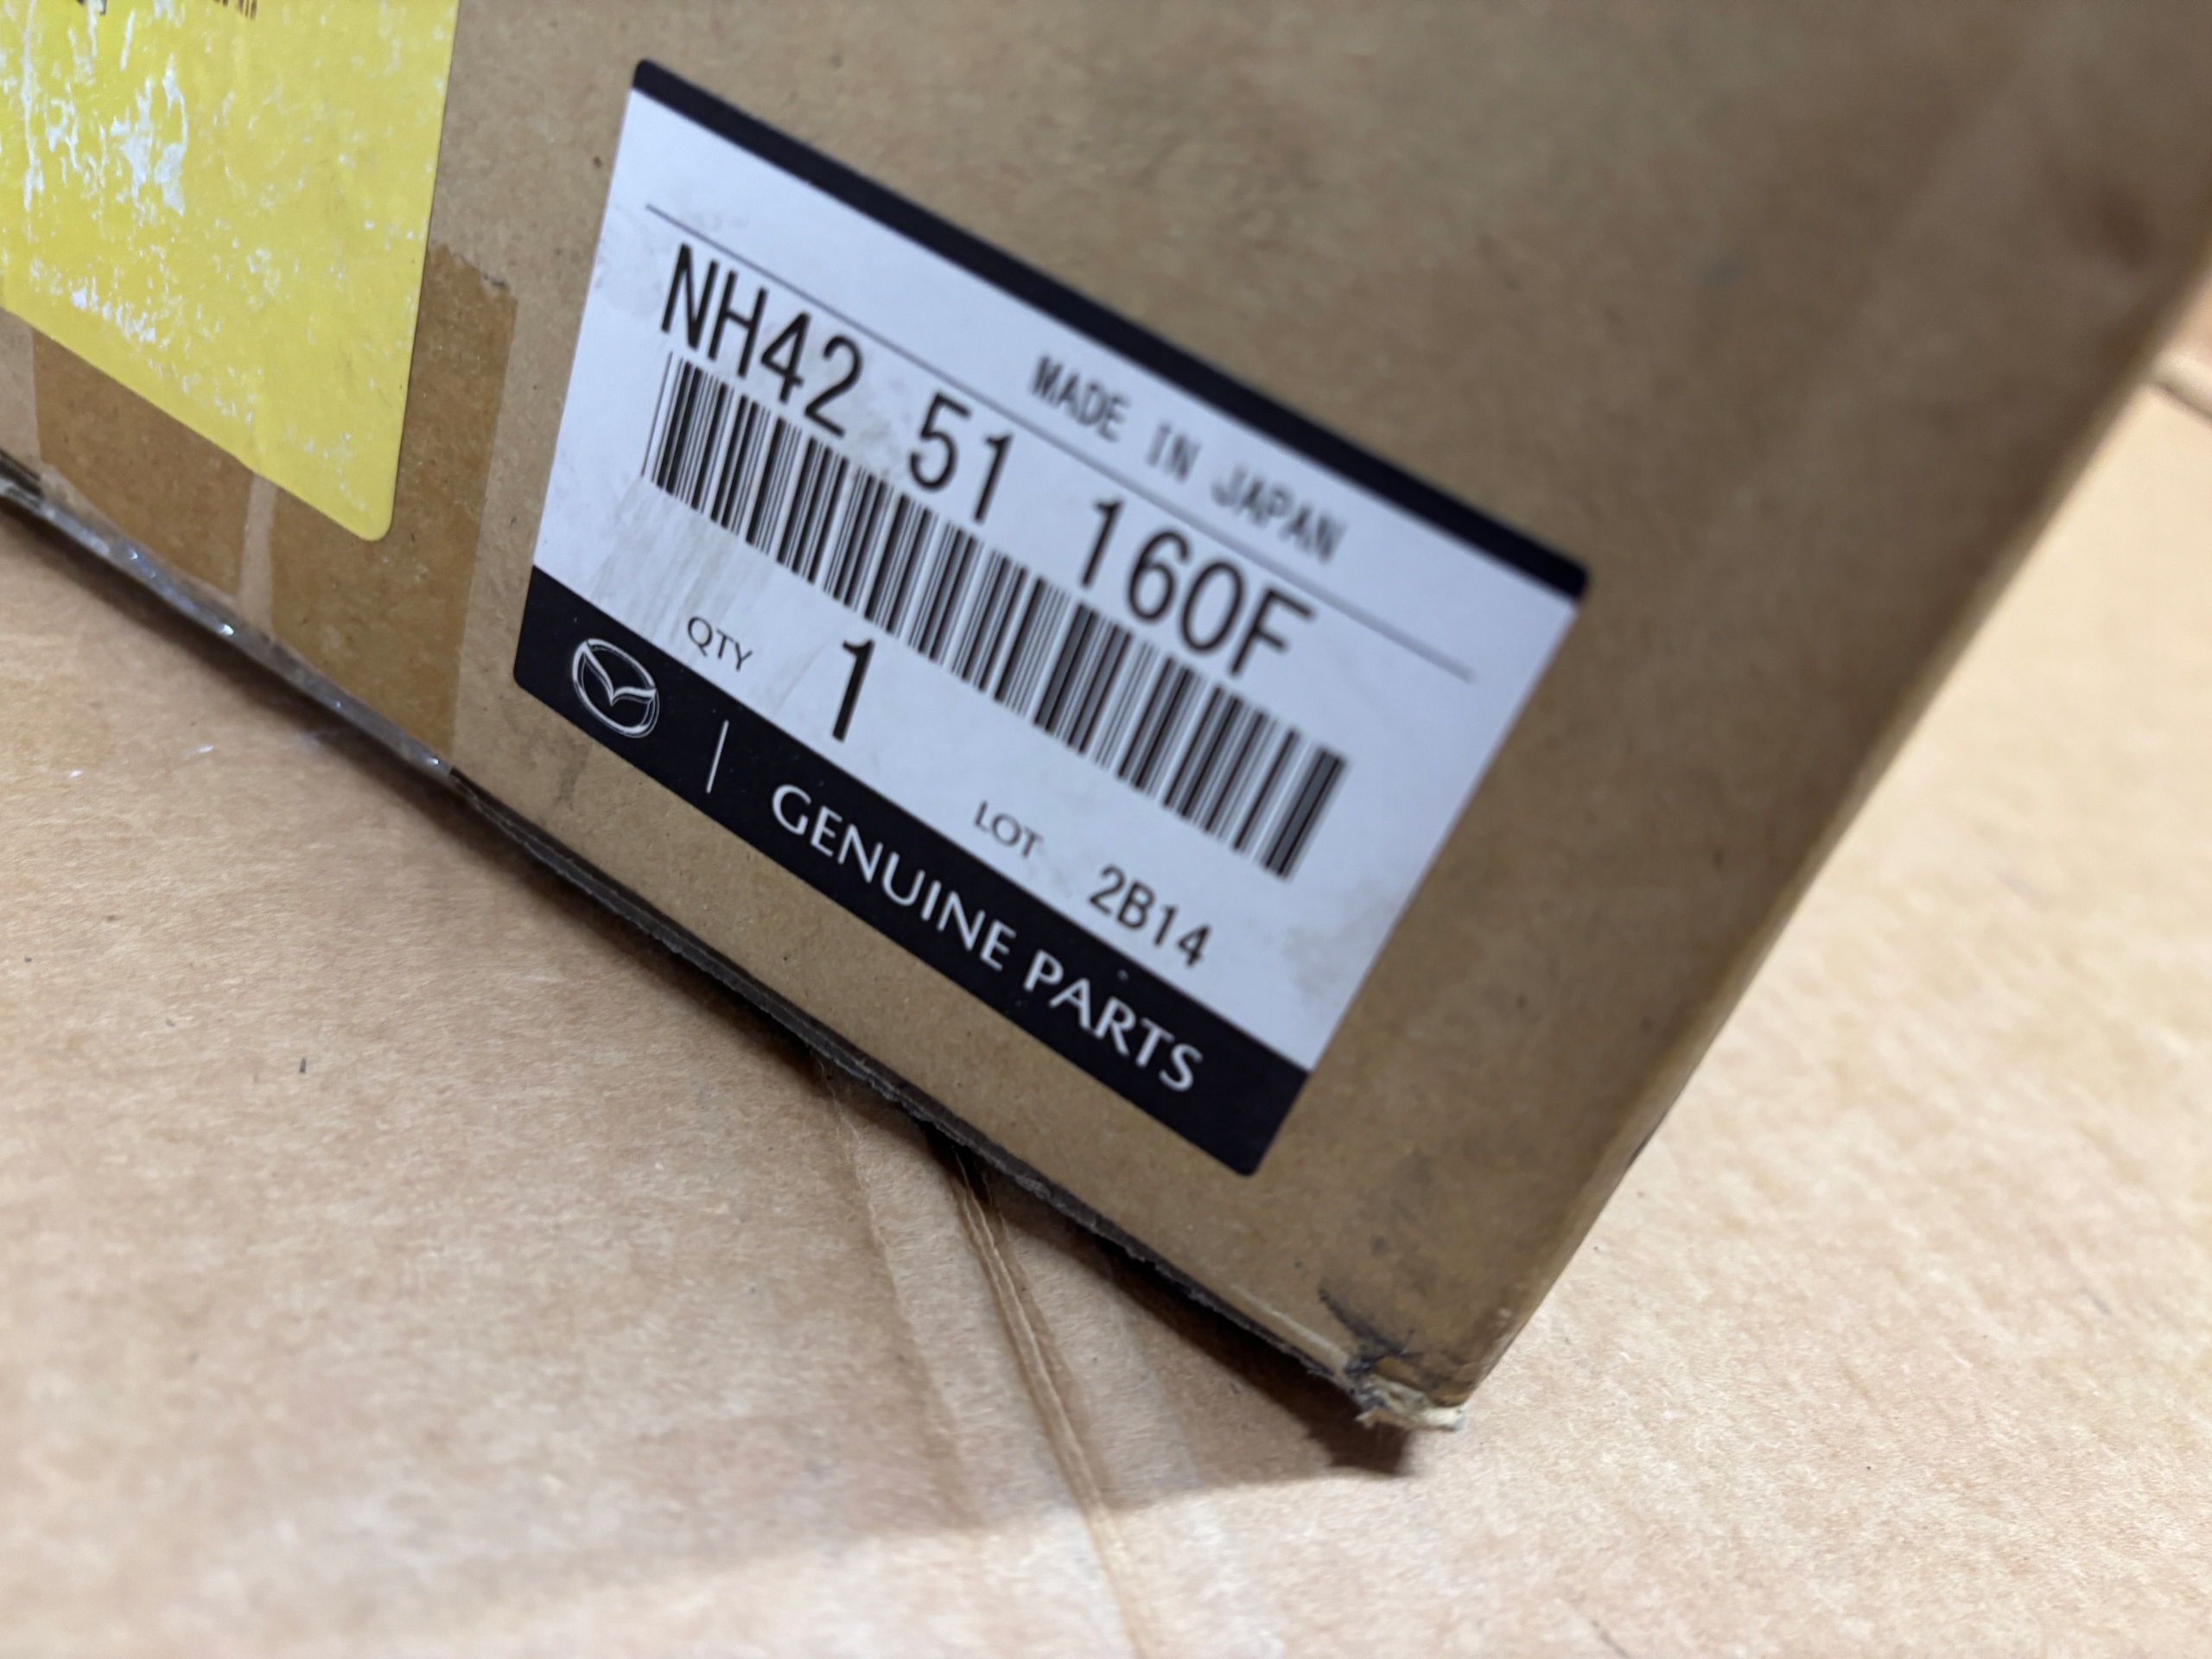 MADE IN JAPAN
NH42 51 160F
QTY 1
LOT 2B14
GENUINE PARTS